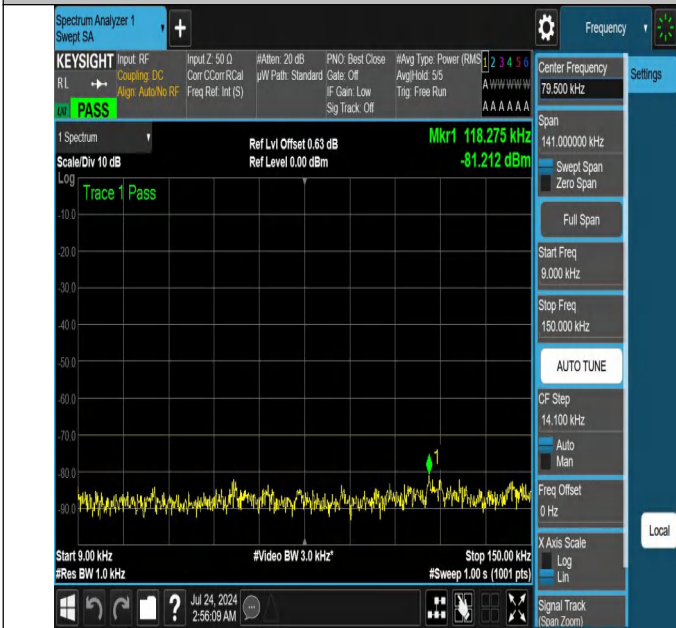 Spectrum Analyzer 1
Swept SA
+
Frequency
KEYSIGHT
Input: RF
Coupling: DC
Align: Auto/No RF
Input Z: 50 Ω
Corr CCorr RCal
Freq Ref: Int (S)
#Atten: 20 dB
µW Path: Standard
PNO: Best Close
Gate: Off
IF Gain: Low
Sig Track: Off
#Avg Type: Power (RMS
Avg|Hold: 5/5
Trig: Free Run
1 2 3 4 5 6
A W W W W W
A A A A A A
R L
PASS
Center Frequency
79.500 kHz
Settings
Span
141.000000 kHz
Swept Span
Zero Span
Full Span
Start Freq
9.000 kHz
Stop Freq
150.000 kHz
AUTO TUNE
CF Step
14.100 kHz
Auto
Man
Freq Offset
0 Hz
X Axis Scale
Log
Lin
Local
Signal Track
(Span Zoom)
1 Spectrum
Scale/Div 10 dB
Log
Ref Lvl Offset 0.63 dB
Ref Level 0.00 dBm
Mkr1 118.275 kHz
-81.212 dBm
Trace 1 Pass
-10.0
-20.0
-30.0
-40.0
-50.0
-60.0
-70.0
-80.0
-90.0
1
Start 9.00 kHz
#Res BW 1.0 kHz
#Video BW 3.0 kHz*
Stop 150.00 kHz
#Sweep 1.00 s (1001 pts)
?
Jul 24, 2024
2:56:09 AM